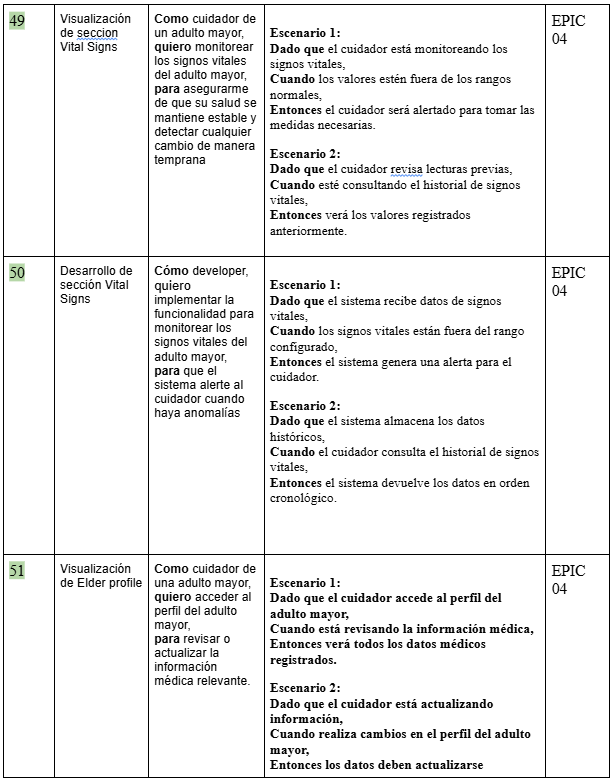 49
Visualización
de seccion
Vital Signs
Como cuidador de
un adulto mayor,
quiero monitorear
los signos vitales
del adulto mayor,
para asegurarme
de que su salud se
mantiene estable y
detectar cualquier
cambio de manera
temprana
Escenario 1:
Dado que el cuidador está monitoreando los
signos vitales,
Cuando los valores estén fuera de los rangos
normales,
Entonces el cuidador será alertado para tomar las
medidas necesarias.
Escenario 2:
Dado que el cuidador revisa lecturas previas,
Cuando esté consultando el historial de signos
vitales,
Entonces verá los valores registrados
anteriormente.
EPIC
04
50
Desarrollo de
sección Vital
Signs
Cómo developer,
quiero
implementar la
funcionalidad para
monitorear los
signos vitales del
adulto mayor,
para que el
sistema alerte al
cuidador cuando
haya anomalías
Escenario 1:
Dado que el sistema recibe datos de signos
vitales,
Cuando los signos vitales están fuera del rango
configurado,
Entonces el sistema genera una alerta para el
cuidador.
Escenario 2:
Dado que el sistema almacena los datos
históricos,
Cuando el cuidador consulta el historial de signos
vitales,
Entonces el sistema devuelve los datos en orden
cronológico.
EPIC
04
51
Visualización
de Elder profile
Como cuidador de
una adulto mayor,
quiero acceder al
perfil del adulto
mayor,
para revisar o
actualizar la
información
médica relevante.
Escenario 1:
Dado que el cuidador accede al perfil del
adulto mayor,
Cuando está revisando la información médica,
Entonces verá todos los datos médicos
registrados.
Escenario 2:
Dado que el cuidador está actualizando
información,
Cuando realiza cambios en el perfil del adulto
mayor,
Entonces los datos deben actualizarse
EPIC
04